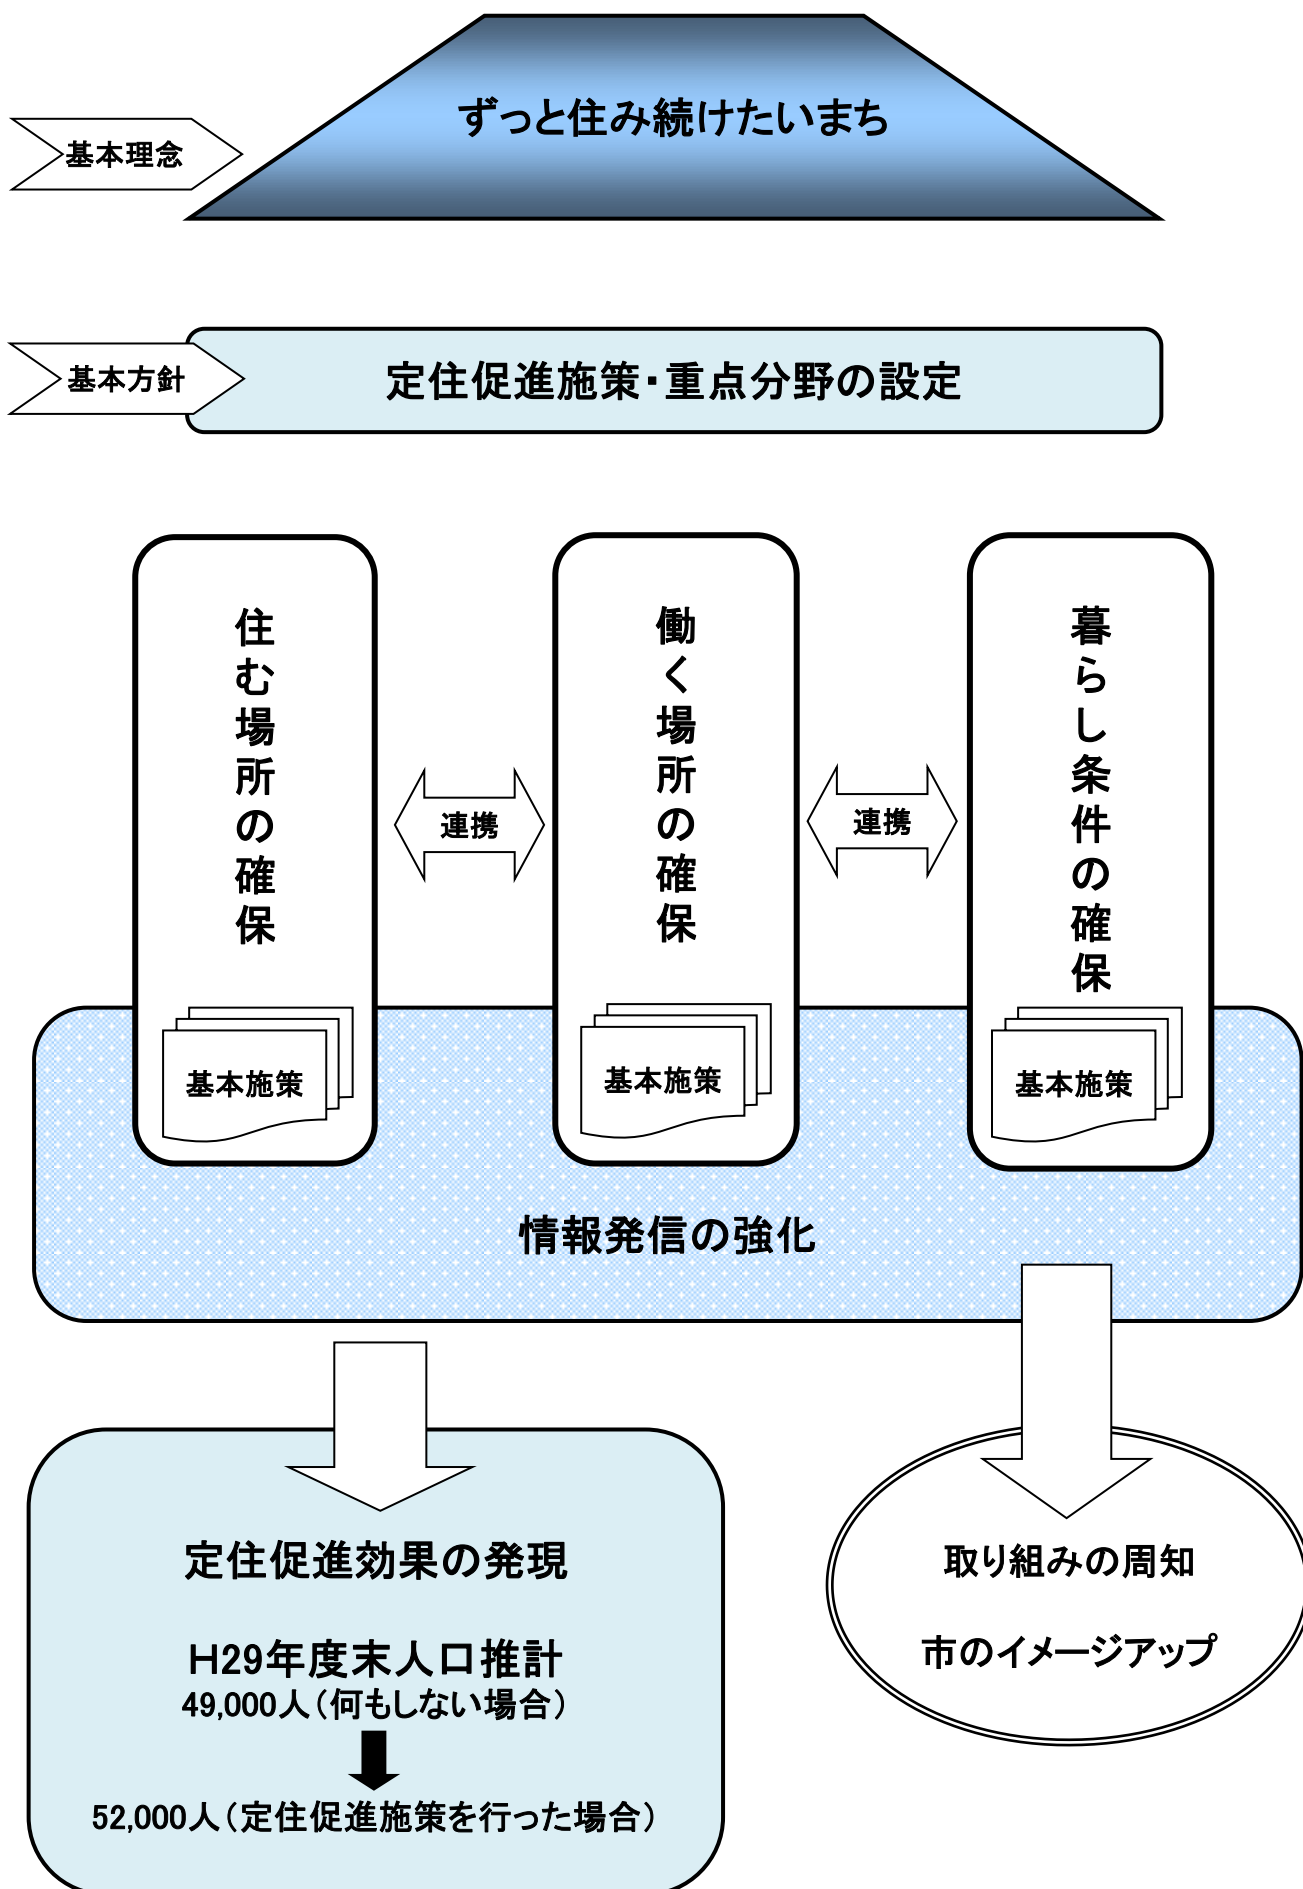 ずっと住み続けたいまち
基本理念
基本方針
定住促進施策・重点分野の設定
住む場所の確保
働く場所の確保
暮らし条件の確保
連携
連携
基本施策
基本施策
基本施策
情報発信の強化
定住促進効果の発現
H29年度末人口推計
49,000人（何もしない場合）
52,000人（定住促進施策を行った場合）
取り組みの周知
市のイメージアップ